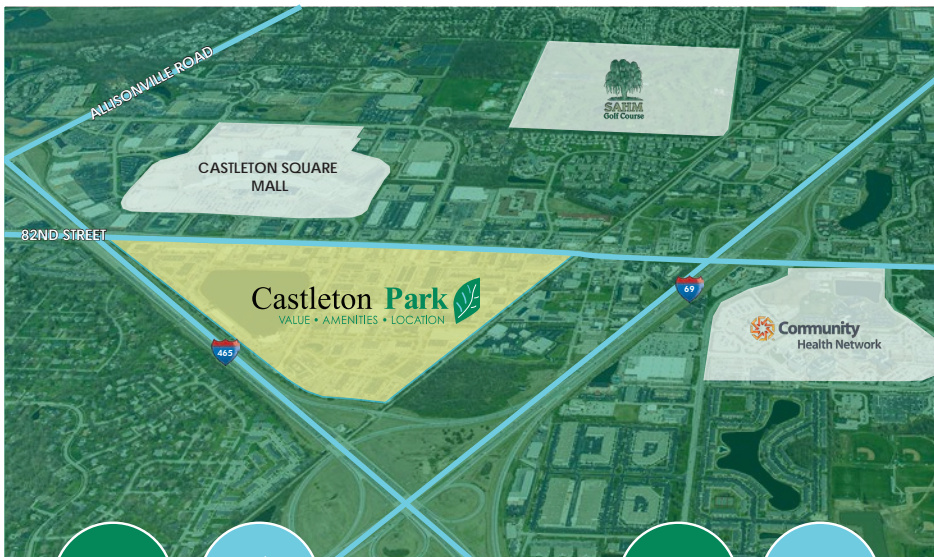 ALLISONVILLE ROAD
SAHM
Golf Course
CASTLETON SQUARE
MALL
82ND STREET
Castleton Park
VALUE • AMENITIES • LOCATION
69
465
Community
Health Network